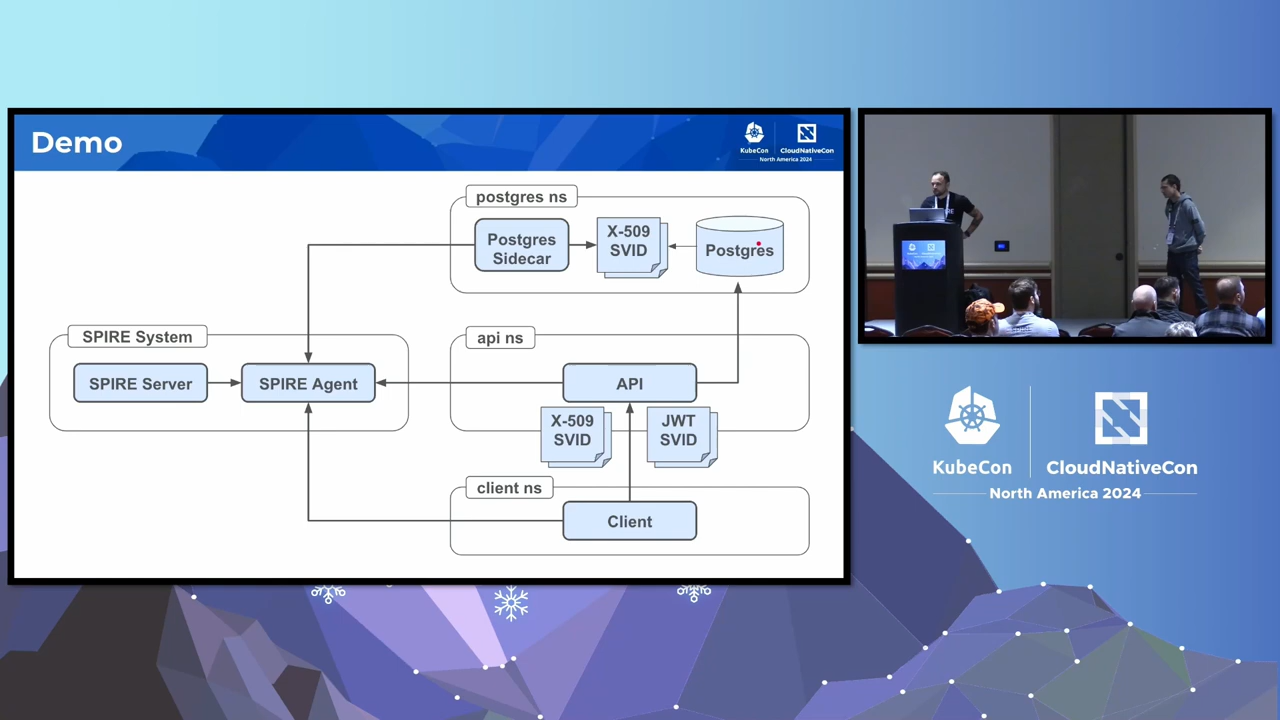 Demo
KubeCon
CloudNativeCon
North America 2024
postgres ns
Postgres
Sidecar
X-509
SVID
Postgres
SPIRE System
SPIRE Server
SPIRE Agent
api ns
API
X-509
SVID
JWT
SVID
client ns
Client
KubeCon
CloudNativeCon
North America 2024